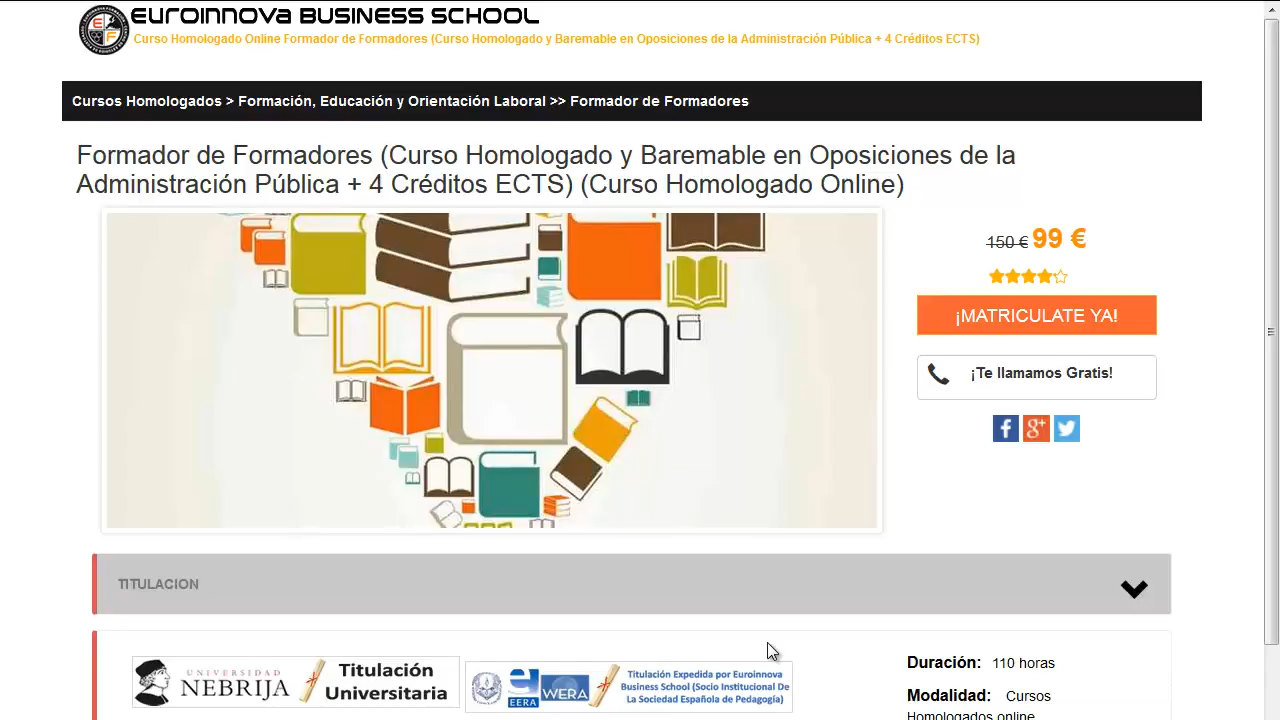 EUROINNOVA BUSINESS SCHOOL
Curso Homologado Online Formador de Formadores (Curso Homologado y Baremable en Oposiciones de la Administración Pública + 4 Créditos ECTS)
Cursos Homologados > Formación, Educación y Orientación Laboral >> Formador de Formadores
Formador de Formadores (Curso Homologado y Baremable en Oposiciones de la
Administración Pública + 4 Créditos ECTS) (Curso Homologado Online)
150 € 99 €
¡MATRICULATE YA!
¡Te llamamos Gratis!
TITULACION
UNIVERSIDAD
NEBRIJA
Titulación
Universitaria
EERA
WERA
Titulación Expedida por Euroinnova
Business School (Socio Institucional De
La Sociedad Española de Pedagogía)
Duración: 110 horas
Modalidad: Cursos
Homologados online